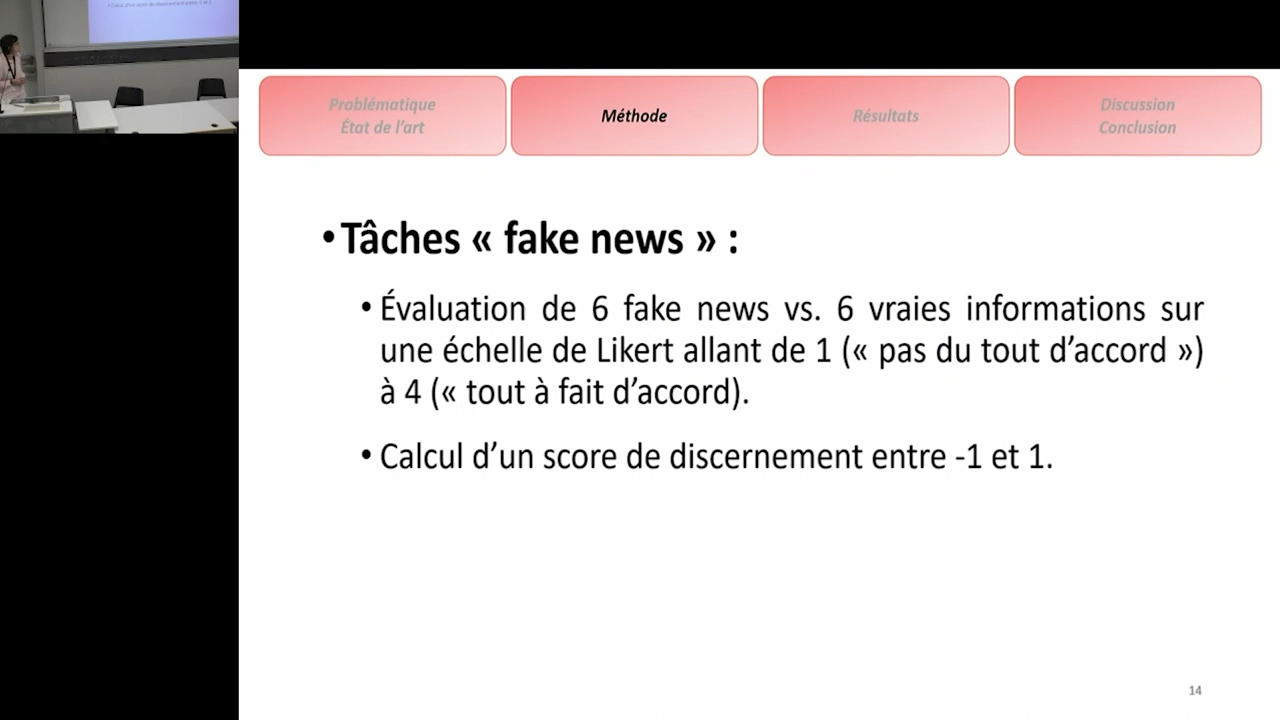 Problématique
État de l'art
Méthode
Résultats
Discussion
Conclusion
•Tâches « fake news » :
•Évaluation de 6 fake news vs. 6 vraies informations sur
une échelle de Likert allant de 1 (« pas du tout d'accord »)
à 4 (« tout à fait d'accord).
•Calcul d'un score de discernement entre -1 et 1.
14